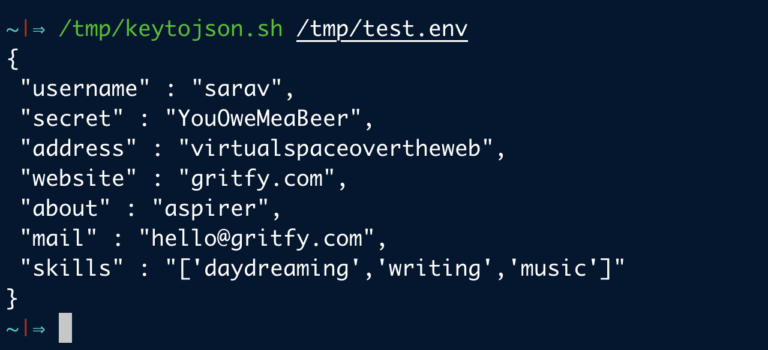 ~|⇒ /tmp/keytojson.sh /tmp/test.env
{
"username" : "sarav",
"secret" : "YouOweMeaBeer",
"address" : "virtualspaceovertheweb",
"website" : "gritfy.com",
"about" : "aspirer",
"mail" : "hello@gritfy.com",
"skills" : "['daydreaming','writing','music']"
}
~|⇒